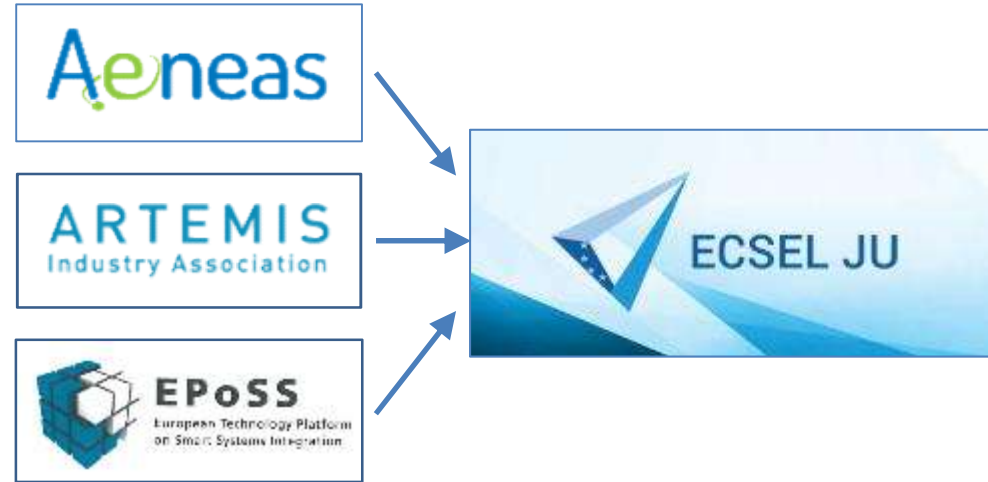 Aeneas
ARTEMIS
Industry Association
EPoSS
European Technology Platform
on Smart Systems Integration
ECSEL JU